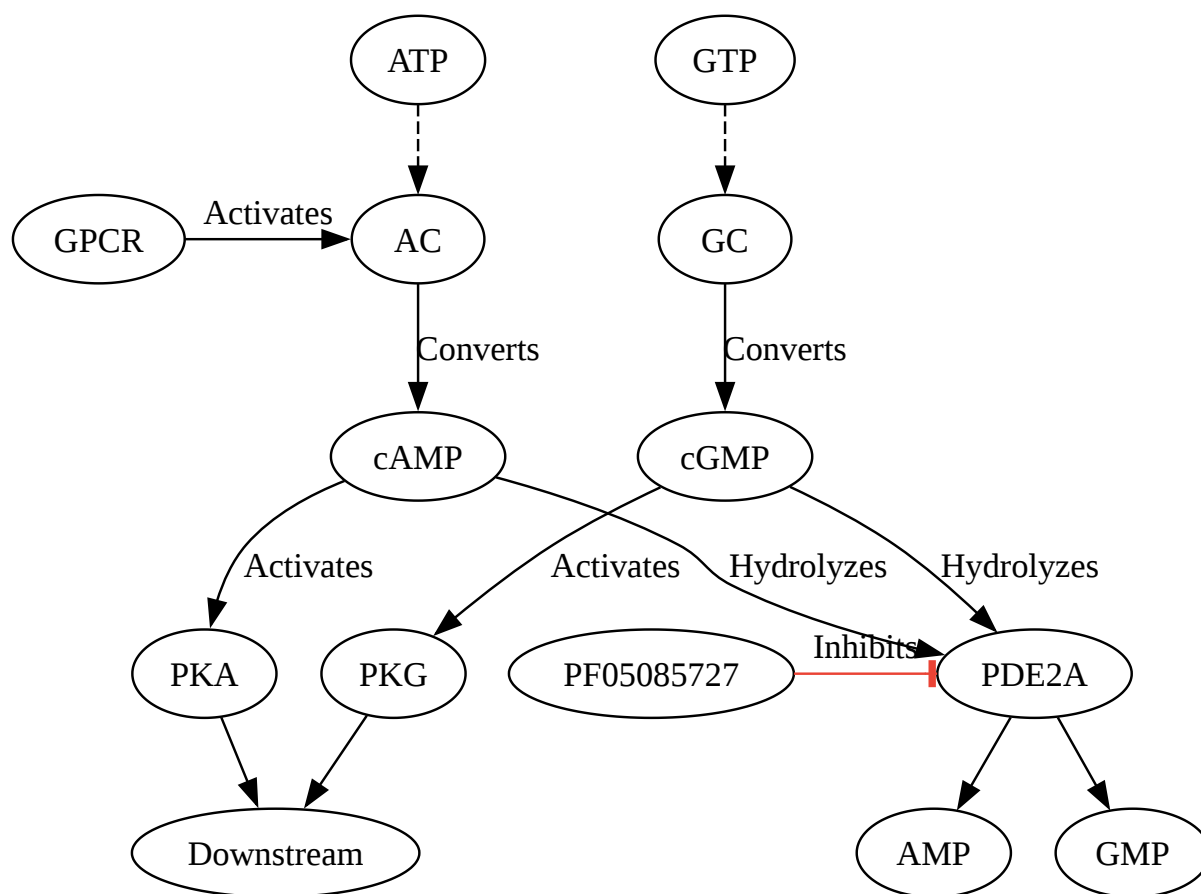 ATP
GTP
Activates
GPCR
AC
GC
Converts
Converts
cAMP
cGMP
Activates
Activates
Hydrolyzes
Hydrolyzes
Inhibits
PKA
PKG
PF05085727
PDE2A
Downstream
AMP
GMP